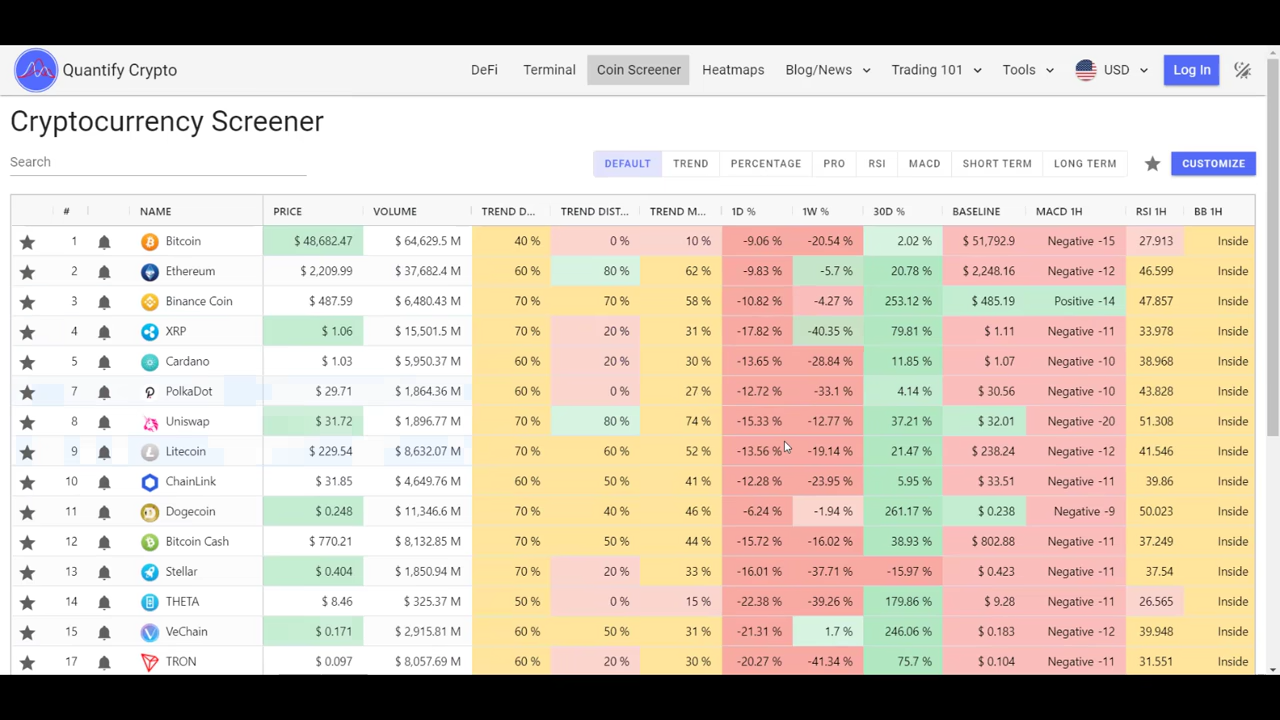 Quantify Crypto DeFi Terminal Coin Screener Heatmaps Blog/News Trading 101 Tools USD Log In
Cryptocurrency Screener
Search DEFAULT TREND PERCENTAGE PRO RSI MACD SHORT TERM LONG TERM CUSTOMIZE
# NAME PRICE VOLUME TREND D... TREND DIST... TREND M... 1D % 1W % 30D % BASELINE MACD 1H RSI 1H BB 1H
1 Bitcoin $ 48,682.47 $ 64,629.5 M 40 % 0 % 10 % -9.06 % -20.54 % 2.02 % $ 51,792.9 Negative -15 27.913 Inside
2 Ethereum $ 2,209.99 $ 37,682.4 M 60 % 80 % 62 % -9.83 % -5.7 % 20.78 % $ 2,248.16 Negative -12 46.599 Inside
3 Binance Coin $ 487.59 $ 6,480.43 M 70 % 70 % 58 % -10.82 % -4.27 % 253.12 % $ 485.19 Positive -14 47.857 Inside
4 XRP $ 1.06 $ 15,501.5 M 70 % 20 % 31 % -17.82 % -40.35 % 79.81 % $ 1.11 Negative -11 33.978 Inside
5 Cardano $ 1.03 $ 5,950.37 M 60 % 20 % 30 % -13.65 % -28.84 % 11.85 % $ 1.07 Negative -10 38.968 Inside
7 PolkaDot $ 29.71 $ 1,864.36 M 60 % 0 % 27 % -12.72 % -33.1 % 4.14 % $ 30.56 Negative -10 43.828 Inside
8 Uniswap $ 31.72 $ 1,896.77 M 70 % 80 % 74 % -15.33 % -12.77 % 37.21 % $ 32.01 Negative -20 51.308 Inside
9 Litecoin $ 229.54 $ 8,632.07 M 70 % 60 % 52 % -13.56 % -19.14 % 21.47 % $ 238.24 Negative -12 41.546 Inside
10 ChainLink $ 31.85 $ 4,649.76 M 70 % 50 % 41 % -12.28 % -23.95 % 5.95 % $ 33.51 Negative -11 39.86 Inside
11 Dogecoin $ 0.248 $ 11,346.6 M 70 % 40 % 46 % -6.24 % -1.94 % 261.17 % $ 0.238 Negative -9 50.023 Inside
12 Bitcoin Cash $ 770.21 $ 8,132.85 M 70 % 50 % 44 % -15.72 % -16.02 % 38.93 % $ 802.88 Negative -11 37.249 Inside
13 Stellar $ 0.404 $ 1,850.94 M 70 % 20 % 33 % -16.01 % -37.71 % -15.97 % $ 0.423 Negative -11 37.54 Inside
14 THETA $ 8.46 $ 325.37 M 50 % 0 % 15 % -22.38 % -39.26 % 179.86 % $ 9.28 Negative -11 26.565 Inside
15 VeChain $ 0.171 $ 2,915.81 M 60 % 50 % 31 % -21.31 % 1.7 % 246.06 % $ 0.183 Negative -12 39.948 Inside
17 TRON $ 0.097 $ 8,057.69 M 60 % 20 % 30 % -20.27 % -41.34 % 75.7 % $ 0.104 Negative -11 31.551 Inside